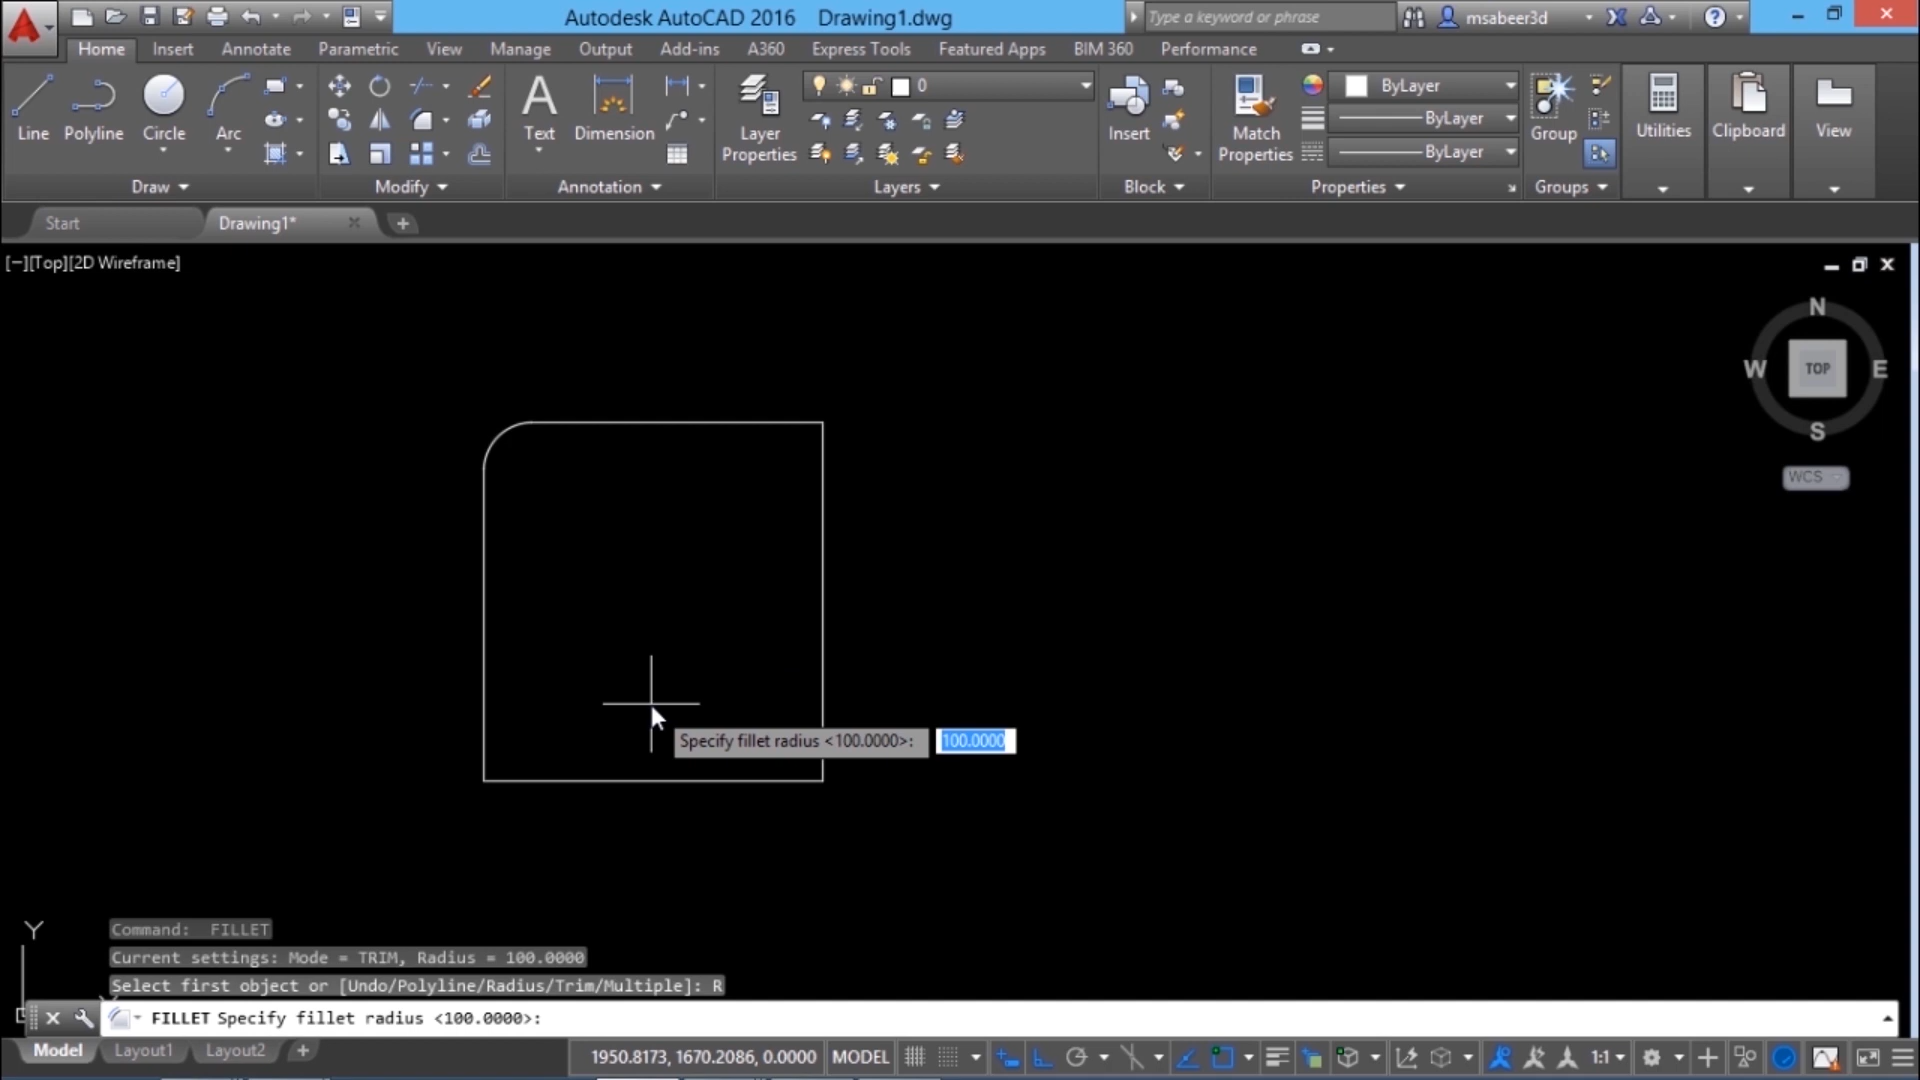 Autodesk AutoCAD 2016 Drawing1.dwg
Type a keyword or phrase
msabeer3d
Home Insert Annotate Parametric View Manage Output Add-ins A360 Express Tools Featured Apps BIM 360 Performance
0
ByLayer
ByLayer
ByLayer
Line Polyline Circle Arc
Text Dimension
Layer
Properties
Insert
Match
Properties
Group
Utilities Clipboard View
Draw Modify Annotation Layers Block Properties Groups
Start Drawing1*
[−][Top][2D Wireframe]
N
W TOP E
S
WCS
Specify fillet radius <100.0000>: 100.0000
Y
Command: FILLET
Current settings: Mode = TRIM, Radius = 100.0000
Select first object or [Undo/Polyline/Radius/Trim/Multiple]: R
FILLET Specify fillet radius <100.0000>:
Model Layout1 Layout2
1950.8173, 1670.2086, 0.0000 MODEL 1:1